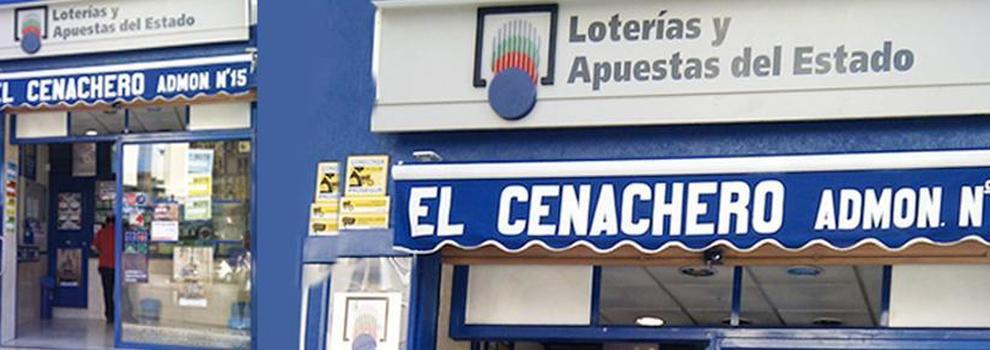 Loterías y
Apuestas del Estado
EL CENACHERO ADMON Nº15
Loterías y
Apuestas del Estado
EL CENACHERO ADMON. Nº